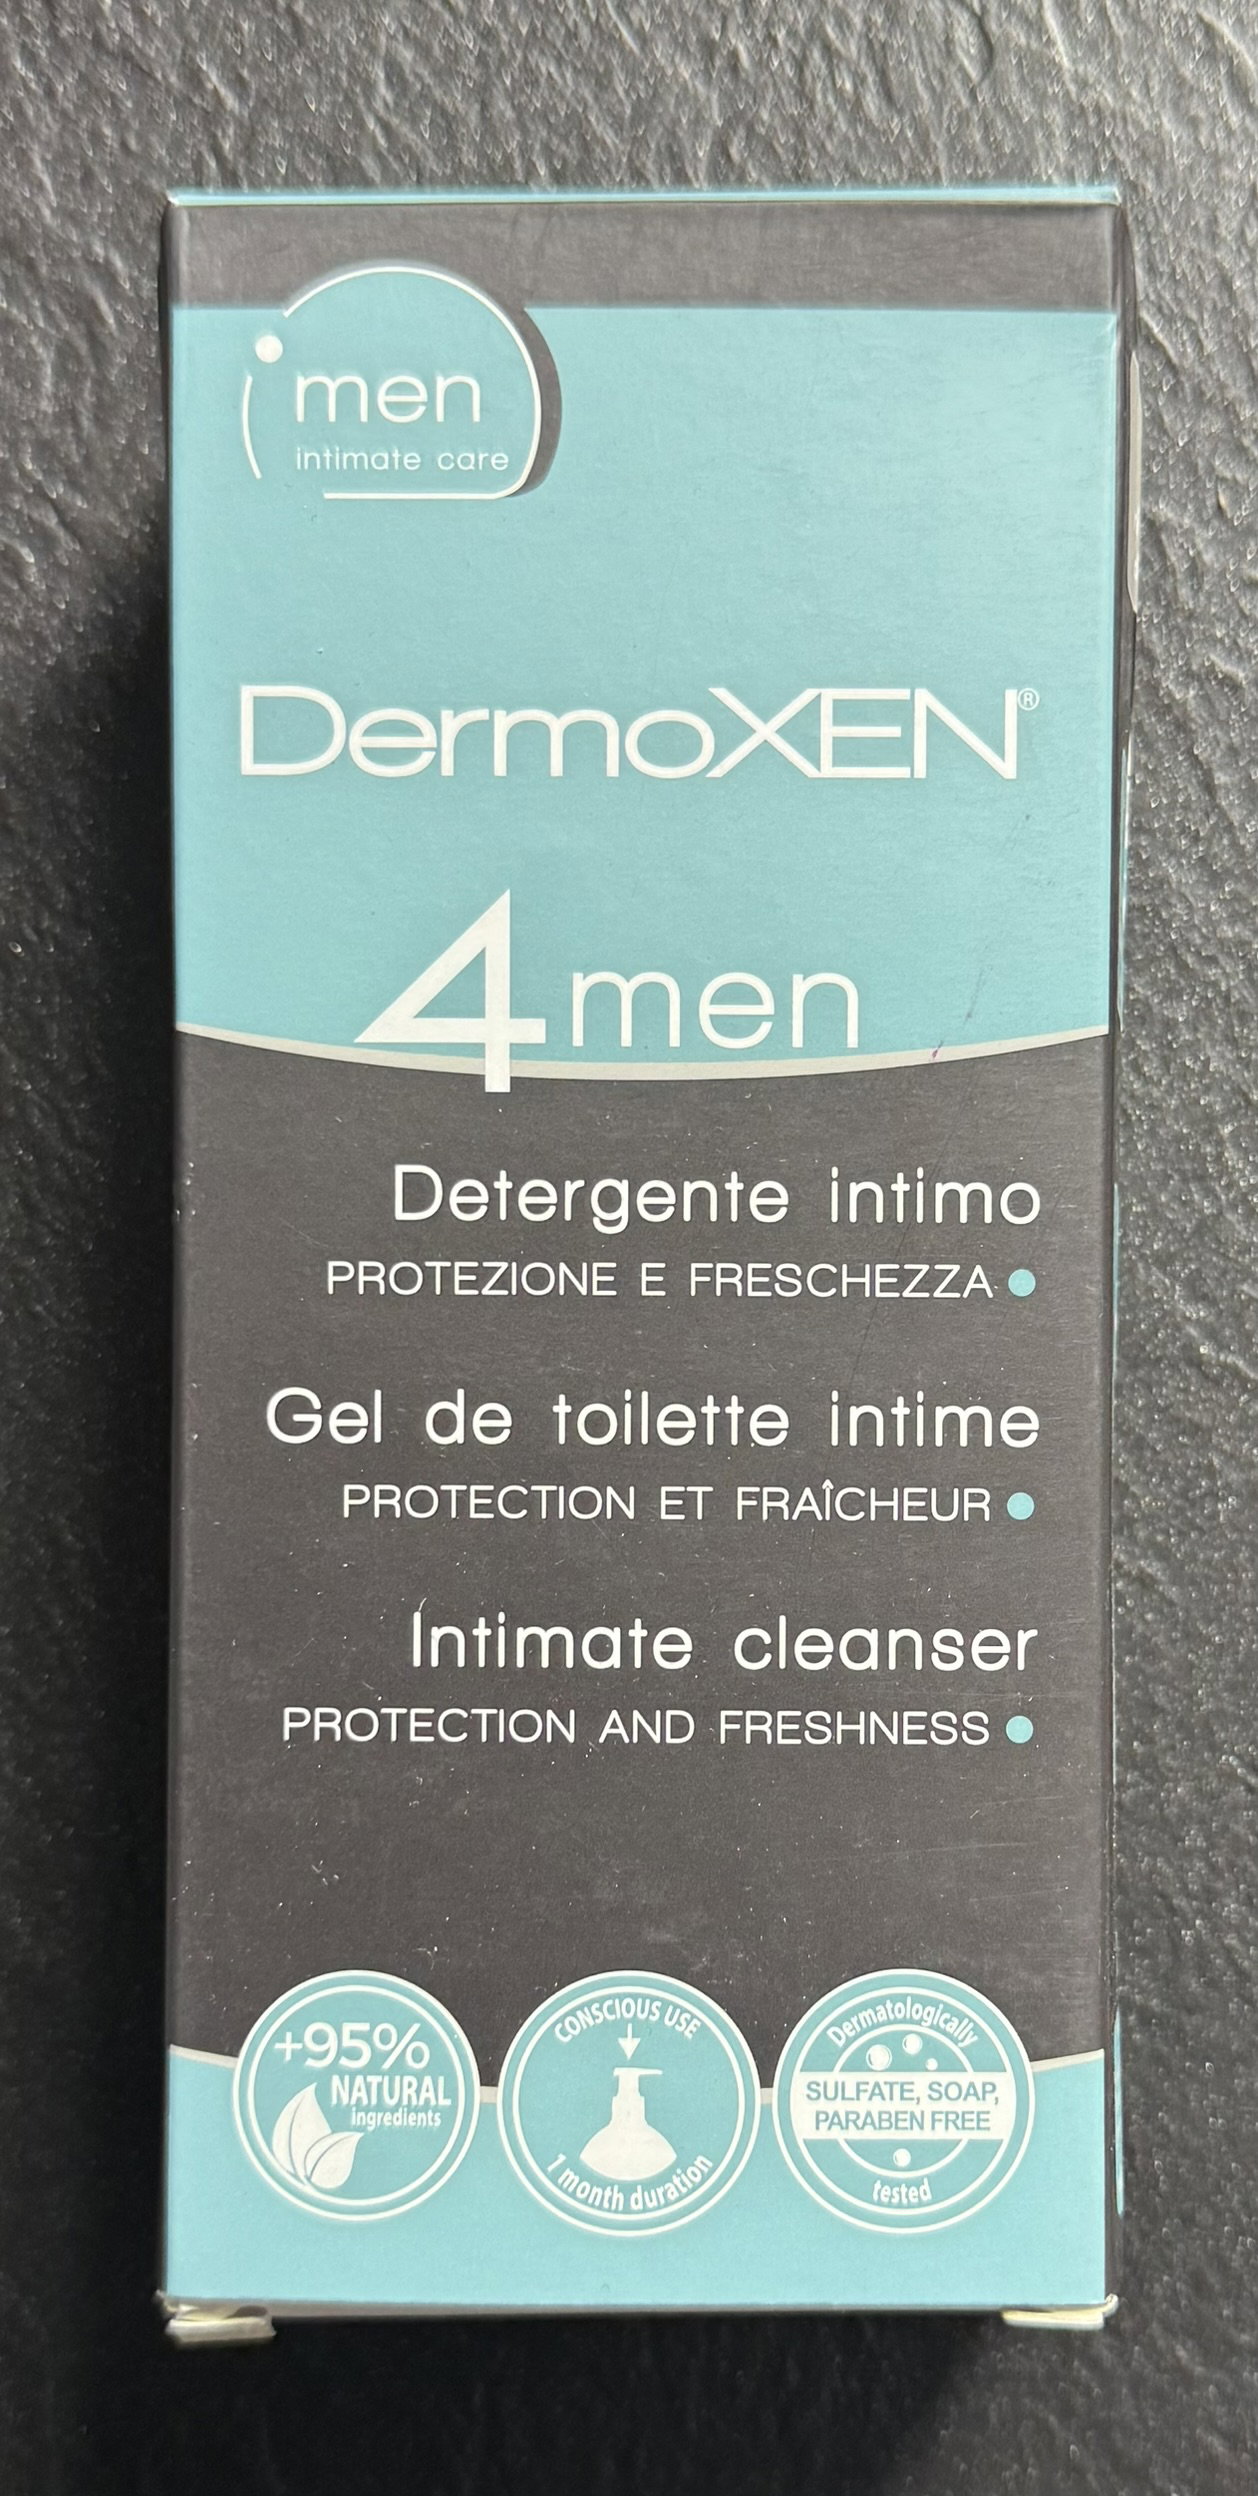 men
intimate care
DermoXEN®
4men
Detergente intimo
PROTEZIONE E FRESCHEZZA
Gel de toilette intime
PROTECTION ET FRAÎCHEUR
Intimate cleanser
PROTECTION AND FRESHNESS
+95%
NATURAL
ingredients
CONSCIOUS USE
1 month duration
Dermatologically
SULFATE, SOAP,
PARABEN FREE
tested